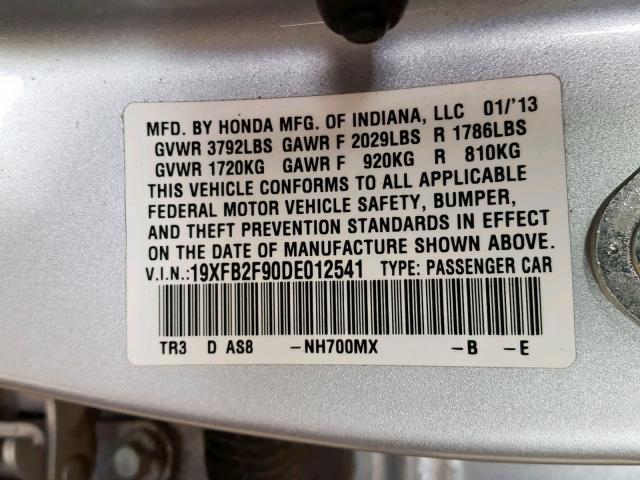 MFD. BY HONDA MFG. OF INDIANA, LLC 01/'13
GVWR 3792LBS GAWR F 2029LBS R 1786LBS
GVWR 1720KG GAWR F 920KG R 810KG
THIS VEHICLE CONFORMS TO ALL APPLICABLE
FEDERAL MOTOR VEHICLE SAFETY, BUMPER,
AND THEFT PREVENTION STANDARDS IN EFFECT
ON THE DATE OF MANUFACTURE SHOWN ABOVE.
V.I.N.:19XFB2F90DE012541 TYPE: PASSENGER CAR
TR3 D AS8 -NH700MX -B -E